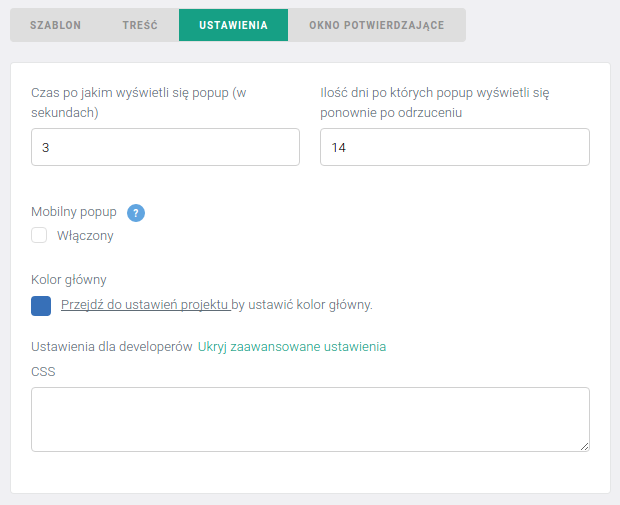 SZABLON TREŚĆ USTAWIENIA OKNO POTWIERDZAJĄCE
Czas po jakim wyświetli się popup (w
sekundach)
3
Ilość dni po których popup wyświetli się
ponownie po odrzuceniu
14
Mobilny popup ?
Włączony
Kolor główny
Przejdź do ustawień projektu by ustawić kolor główny.
Ustawienia dla developerów Ukryj zaawansowane ustawienia
CSS